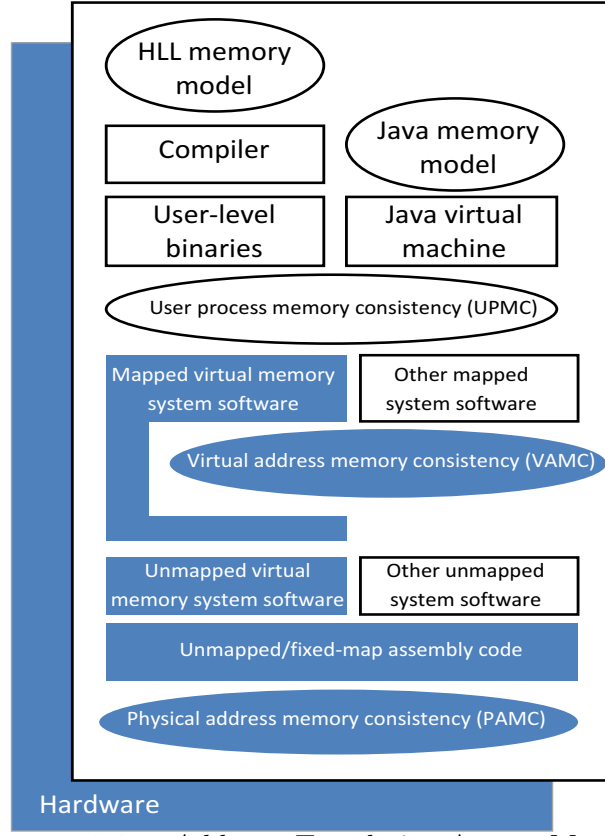 HLL memory
model
Compiler
Java memory
model
User-level
binaries
Java virtual
machine
User process memory consistency (UPMC)
Mapped virtual memory
system software
Other mapped
system software
Virtual address memory consistency (VAMC)
Unmapped virtual
memory system software
Other unmapped
system software
Unmapped/fixed-map assembly code
Physical address memory consistency (PAMC)
Hardware